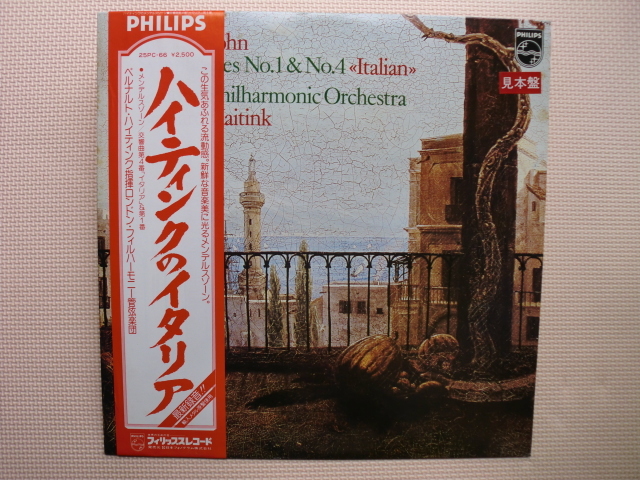 PHILIPS
25PC-66 ¥2,500
この生気あふれる流動感。新鮮な音楽美に光るメンデルスゾーン。
ハイティンクのイタリア
●メンデルスゾーン/交響曲第4番「イタリア」&第1番
ベルナルト・ハイティンク指揮ロンドン・フィルハーモニー管弦楽団
最新録音!!
PHILIPS
フィリップスレコード
hn
es No.1 & No.4 «Italian»
hilharmonic Orchestra
aitink
PHILIPS
見本盤